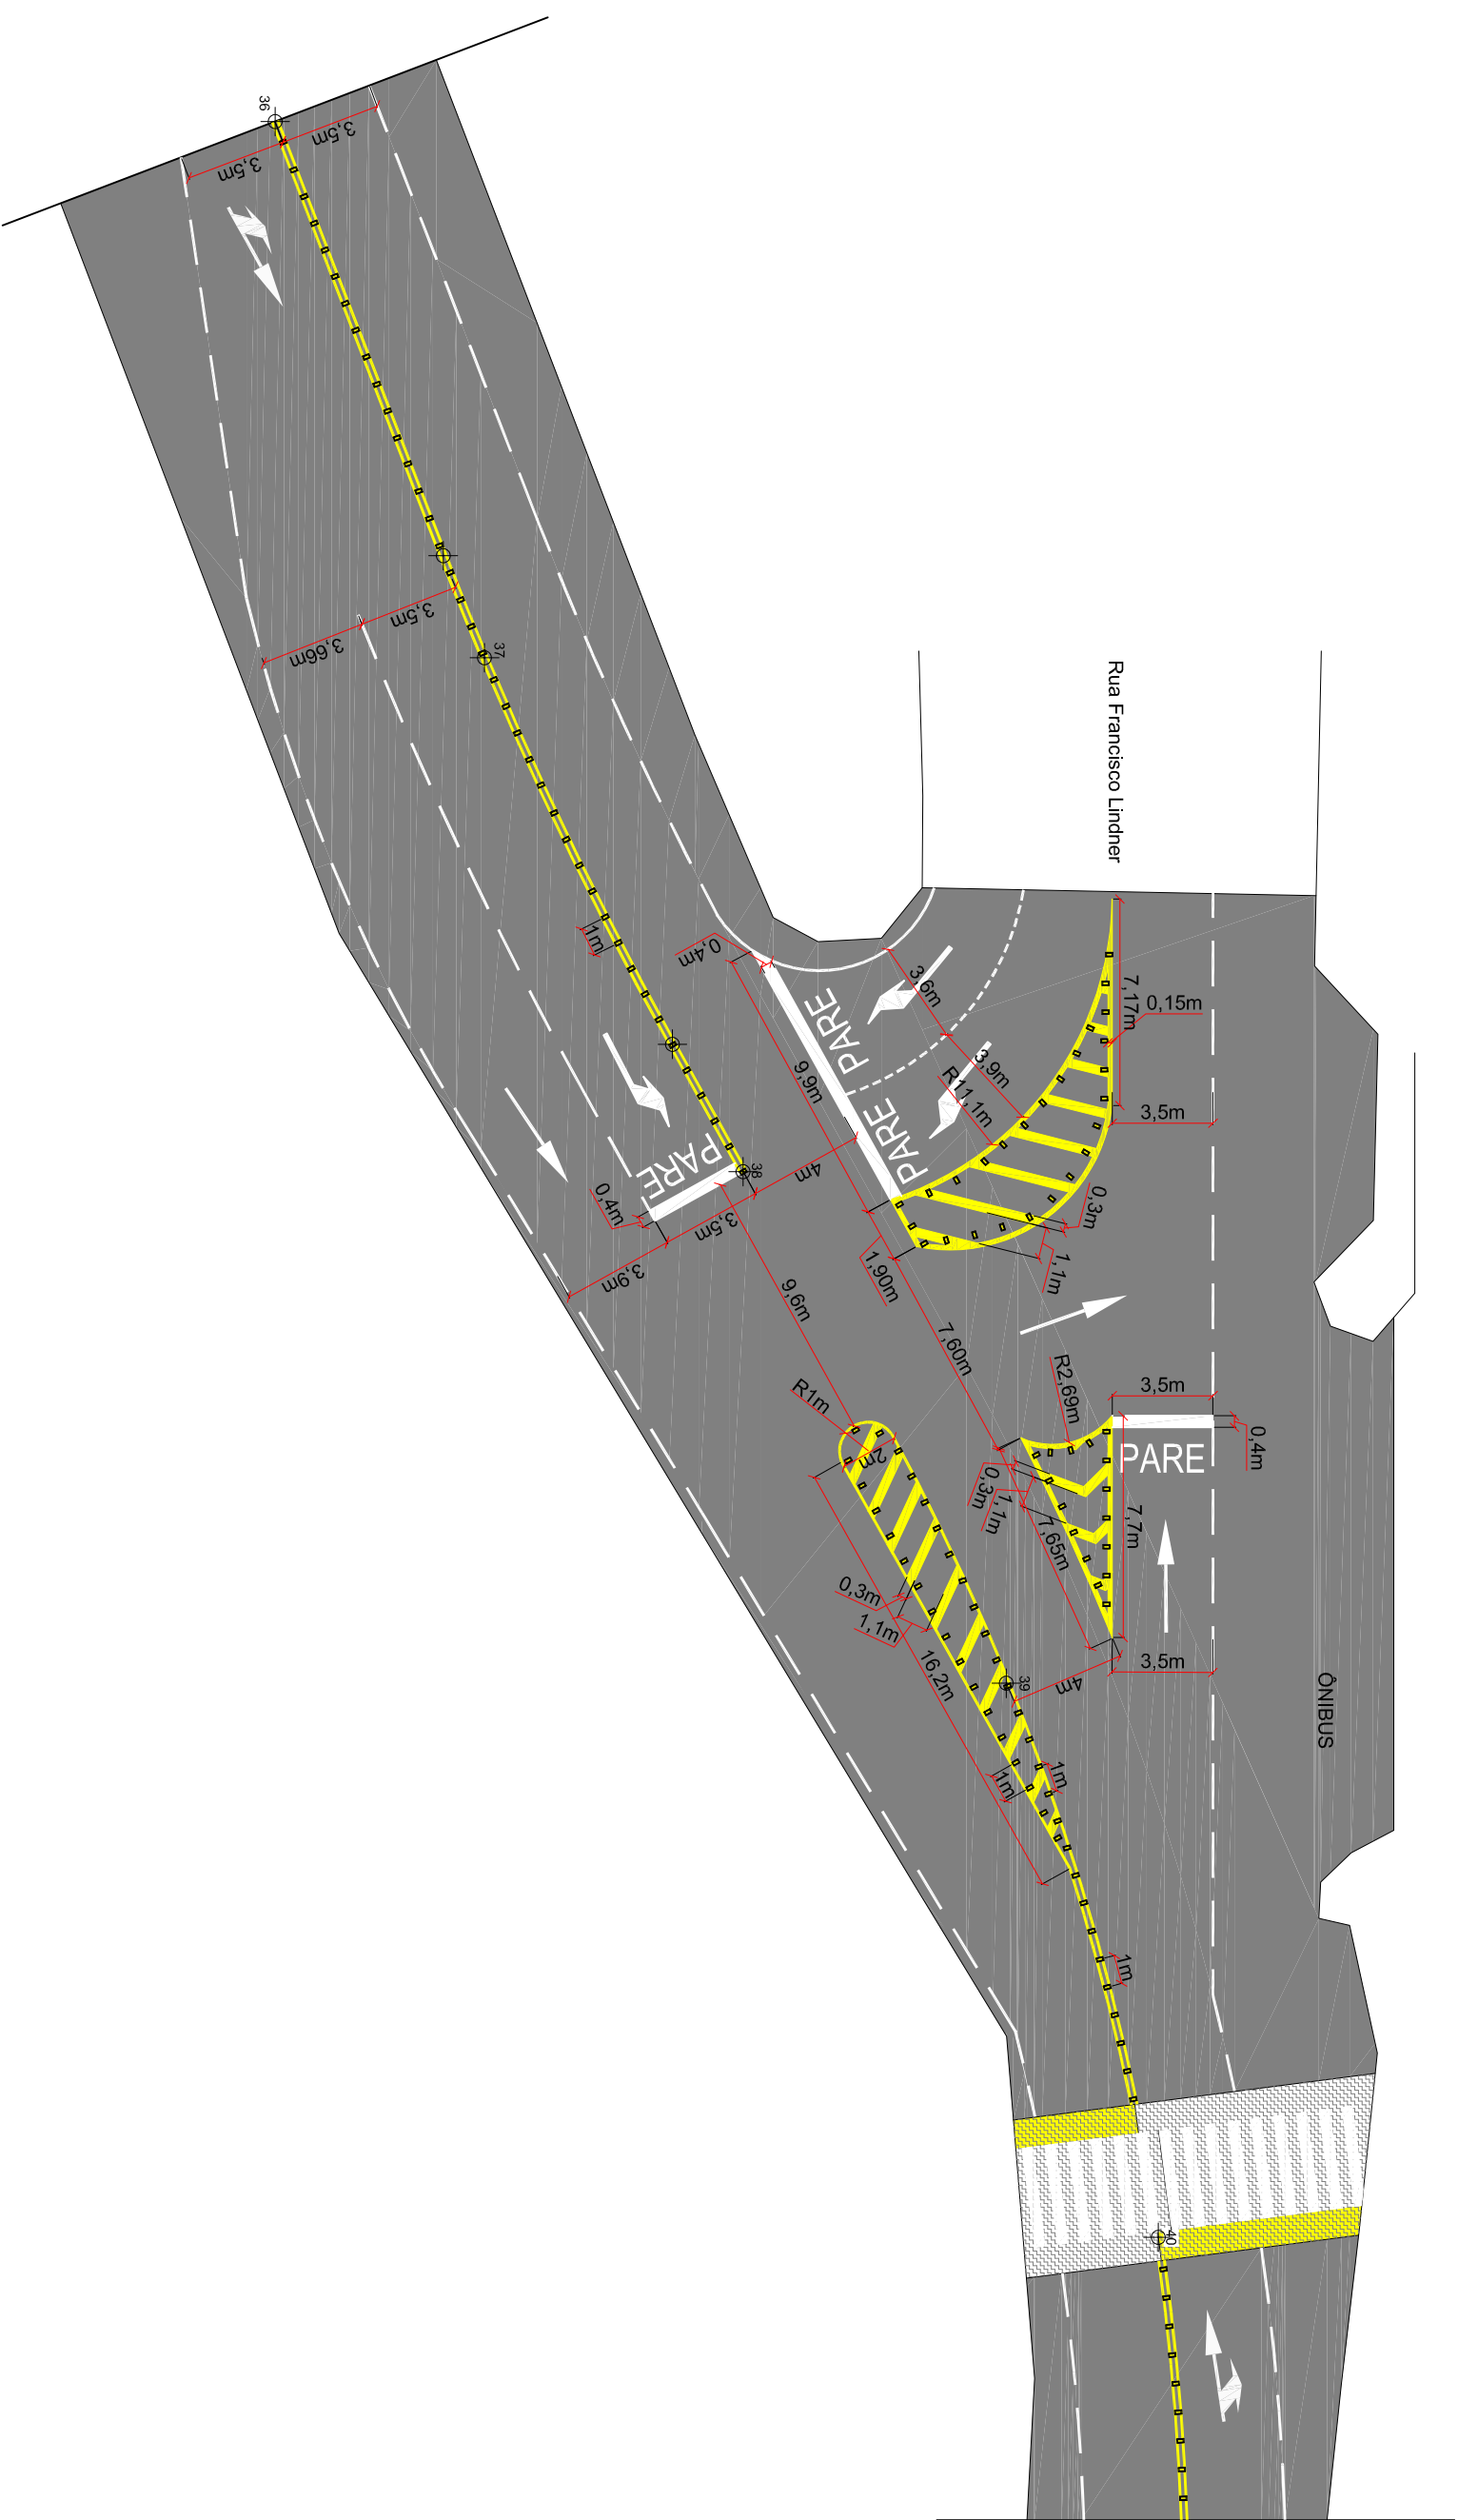 36
3,5m
3,5m
3,5m
3,66m
37
Rua Francisco Lindner
1m
0,4m
3,6m
7,17m
0,15m
PARE
3,9m
R11,1m
9,9m
3,5m
PARE
38
PARE
4m
0,4m
3,5m
0,3m
1,1m
1,90m
3,9m
9,6m
7,60m
R2,69m
3,5m
R1m
0,4m
2m
PARE
0,3m
1,1m
7,65m
7,7m
0,3m
1,1m
16,2m
39
4m
3,5m
ÔNIBUS
1m
1m
1m
40